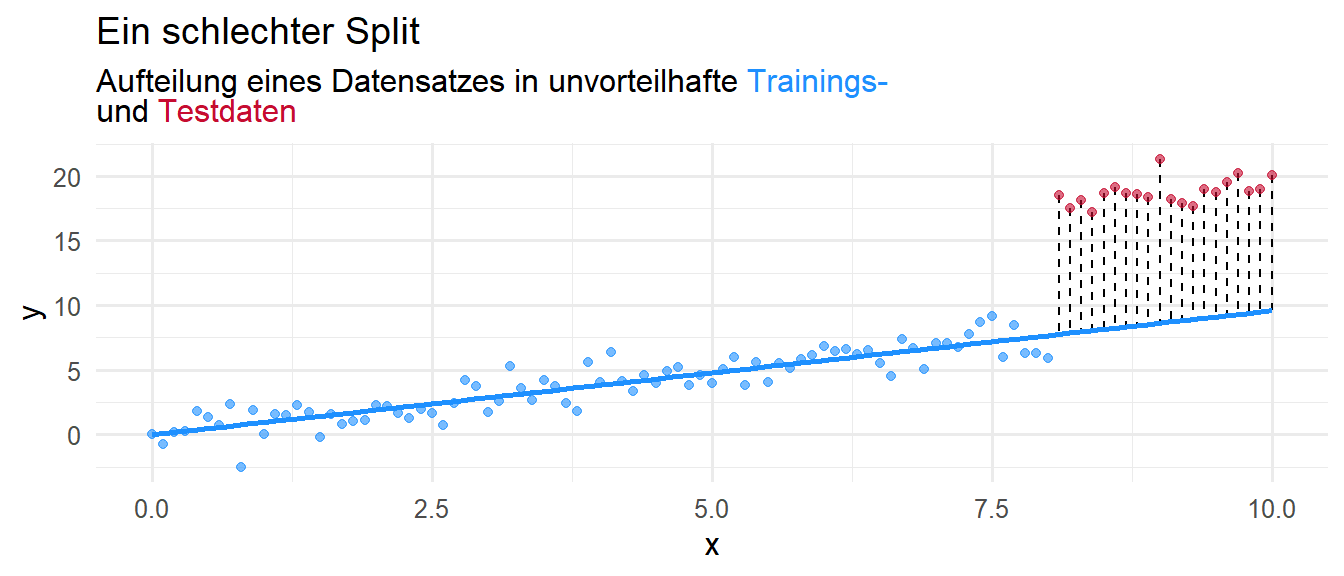 Ein schlechter Split
Aufteilung eines Datensatzes in unvorteilhafte Trainings-
und Testdaten
20
15
10
5
0
y
0.0 2.5 5.0 7.5 10.0
x